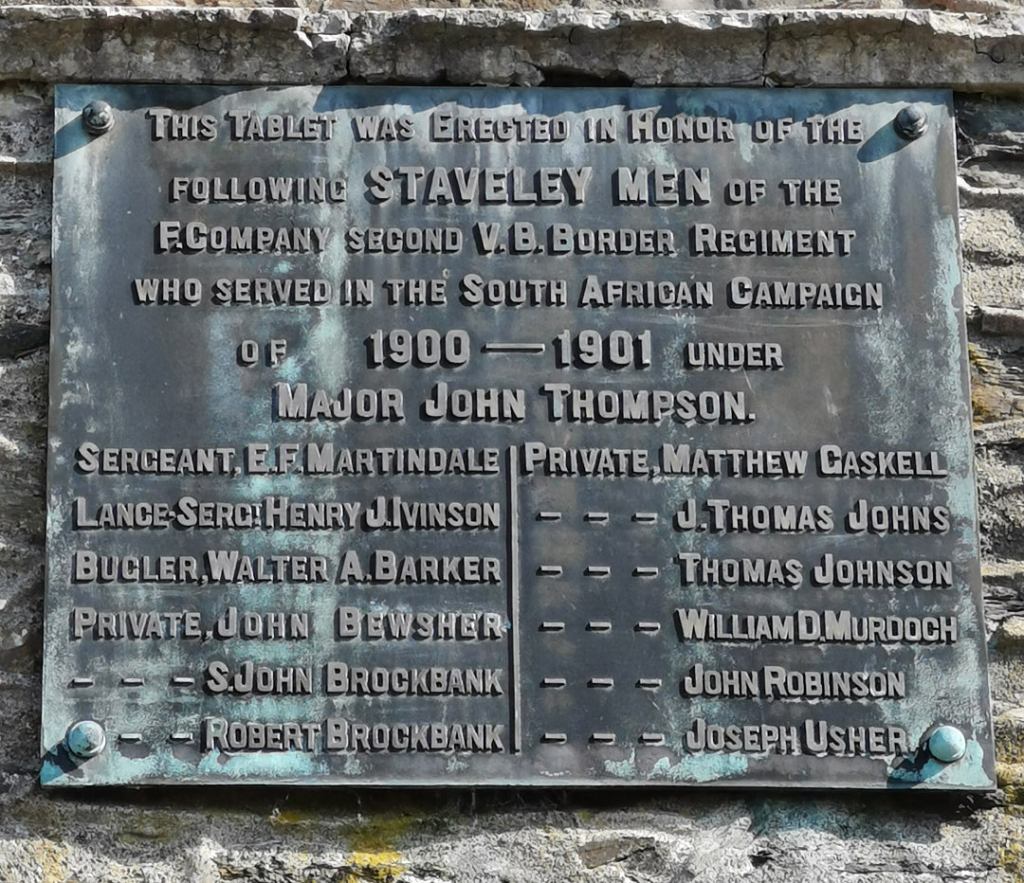 THIS TABLET WAS ERECTED IN HONOR OF THE
FOLLOWING STAVELEY MEN OF THE
F. COMPANY SECOND V.B. BORDER REGIMENT
WHO SERVED IN THE SOUTH AFRICAN CAMPAIGN
OF 1900 — 1901 UNDER
MAJOR JOHN THOMPSON.
SERGEANT, E.F. MARTINDALE
LANCE-SERGT. HENRY J. IVINSON
BUGLER, WALTER A. BARKER
PRIVATE, JOHN BEWSHER
- - - S. JOHN BROCKBANK
- - ROBERT BROCKBANK
PRIVATE, MATTHEW GASKELL
- - - J. THOMAS JOHNS
- - - THOMAS JOHNSON
- - - WILLIAM D. MURDOCH
- - - JOHN ROBINSON
- - - JOSEPH USHER